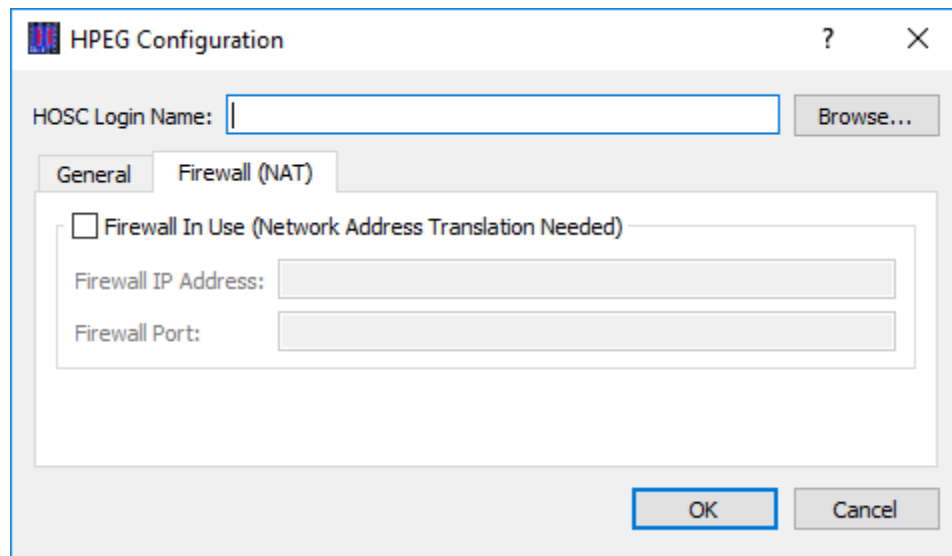 HPEG Configuration ?
HOSC Login Name: Browse...
General Firewall (NAT)
Firewall In Use (Network Address Translation Needed)
Firewall IP Address:
Firewall Port:
OK Cancel